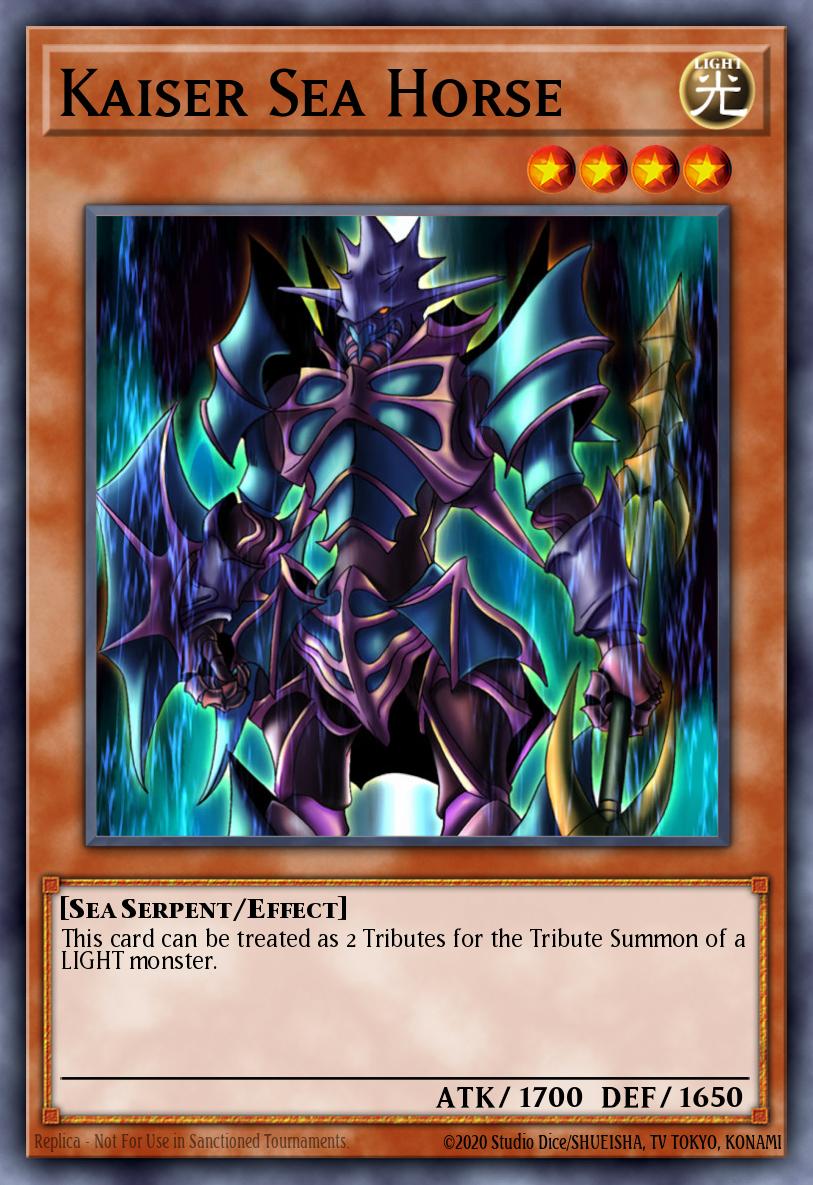 Kaiser Sea Horse
LIGHT
光
[Sea Serpent/Effect]
This card can be treated as 2 Tributes for the Tribute Summon of a
LIGHT monster.
ATK/ 1700 DEF/ 1650
Replica - Not For Use in Sanctioned Tournaments.
©2020 Studio Dice/SHUEISHA, TV TOKYO, KONAMI